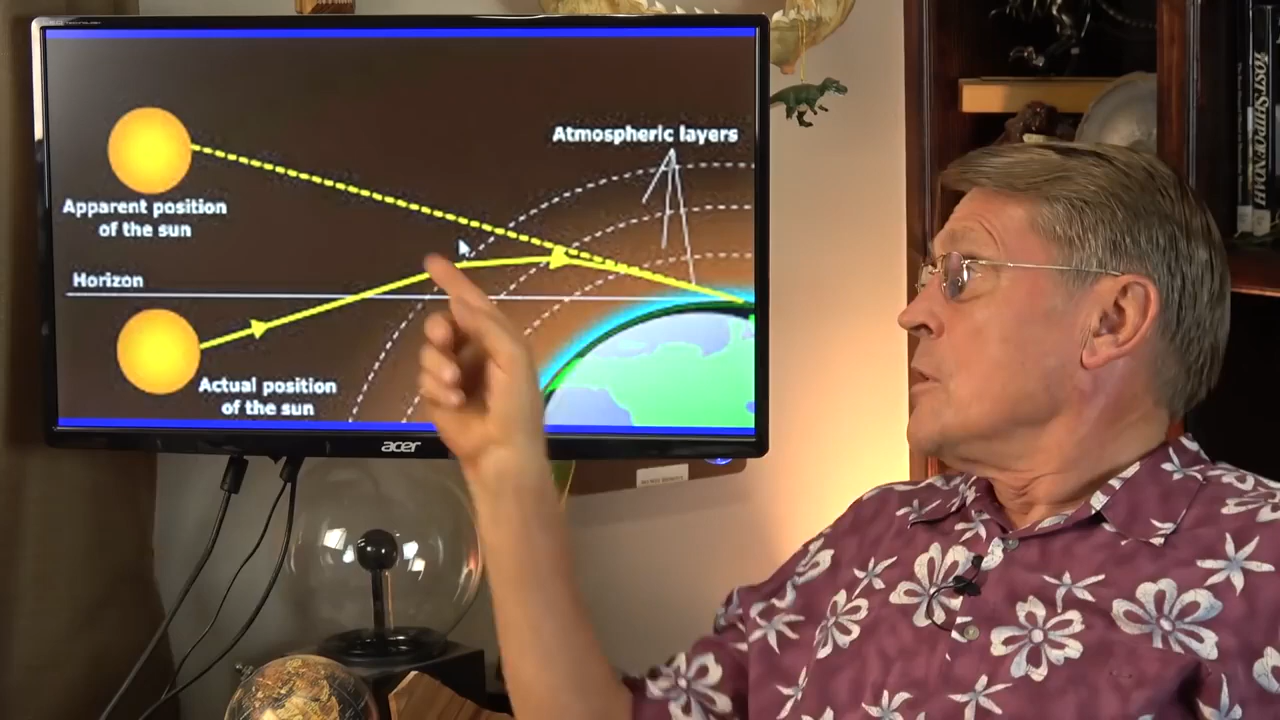 Atmospheric layers
Apparent position
of the sun
Horizon
Actual position
of the sun
acer